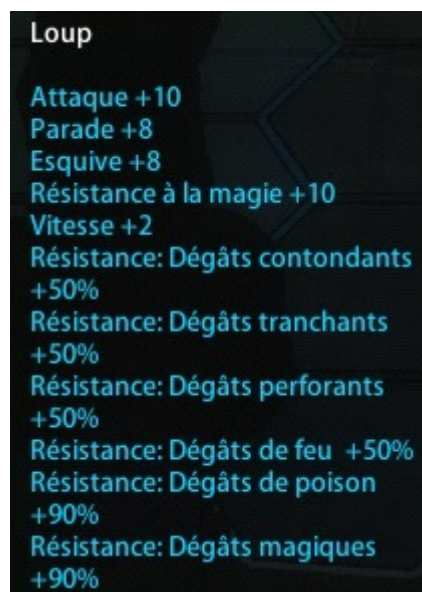 Loup
Attaque +10
Parade +8
Esquive +8
Résistance à la magie +10
Vitesse +2
Résistance: Dégâts contondants
+50%
Résistance: Dégâts tranchants
+50%
Résistance: Dégâts perforants
+50%
Résistance: Dégâts de feu  +50%
Résistance: Dégâts de poison
+90%
Résistance: Dégâts magiques
+90%